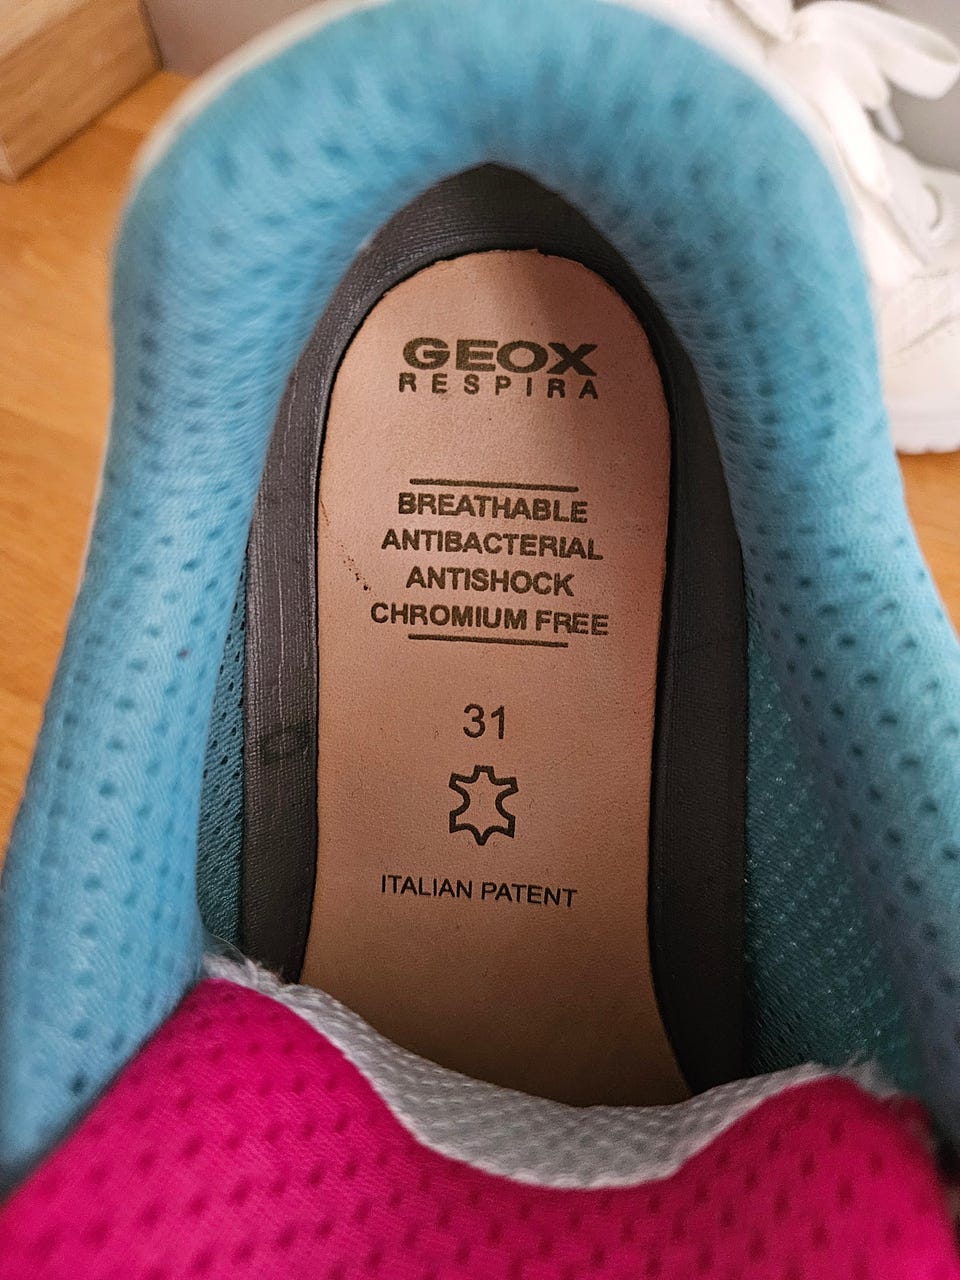 GEOX
RESPIRA
BREATHABLE
ANTIBACTERIAL
ANTISHOCK
CHROMIUM FREE
31
ITALIAN PATENT